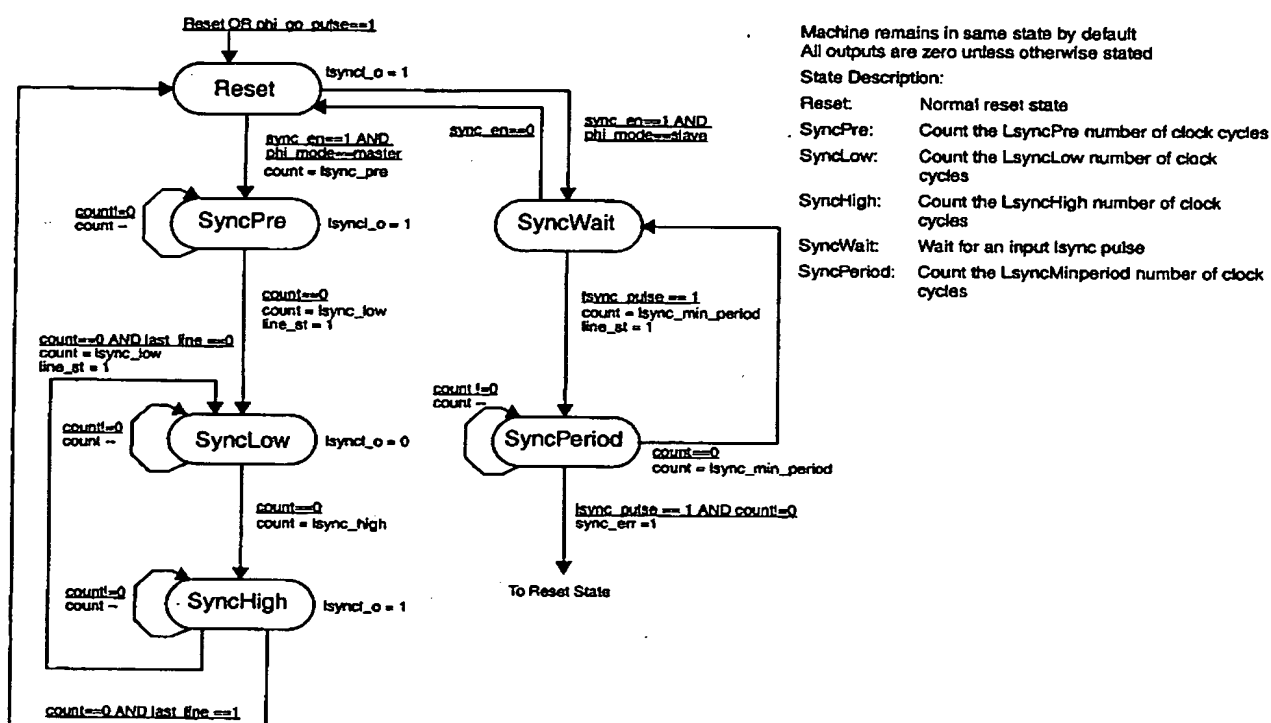 Reset OR phi_go_pulse==1
Reset
lsyncl_o = 1
sync_en==1 AND
phi_mode==master
count = lsync_pre
sync_en==0
sync_en==1 AND
phi_mode==slave
count!=0
count --
SyncPre
lsyncl_o = 1
SyncWait
count==0
count = lsync_low
line_st = 1
lsync_pulse == 1
count = lsync_min_period
line_st = 1
count==0 AND last_line ==0
count = lsync_low
line_st = 1
count!=0
count --
SyncLow
lsyncl_o = 0
count !=0
count --
SyncPeriod
count==0
count = lsync_min_period
count==0
count = lsync_high
lsync_pulse == 1 AND count!=0
sync_err =1
To Reset State
count!=0
count --
SyncHigh
lsyncl_o = 1
count==0 AND last_line ==1
Machine remains in same state by default
All outputs are zero unless otherwise stated
State Description:
Reset: Normal reset state
SyncPre: Count the LsyncPre number of clock cycles
SyncLow: Count the LsyncLow number of clock
cycles
SyncHigh: Count the LsyncHigh number of clock
cycles
SyncWait: Wait for an input lsync pulse
SyncPeriod: Count the LsyncMinperiod number of clock
cycles